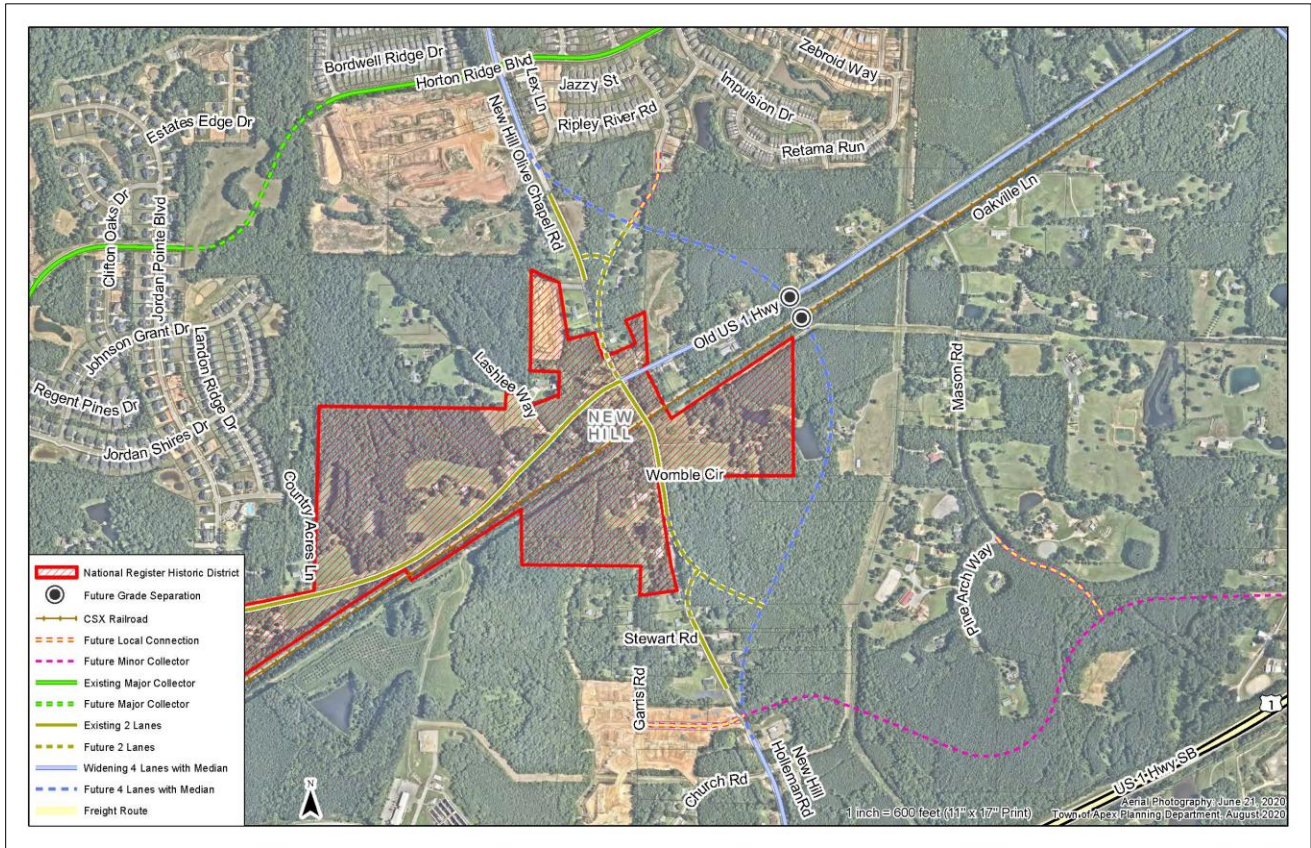 Bordwell Ridge Dr
Horton Ridge Blvd
Lex Ln
Jazzy St
Ripley River Rd
Zebroid Way
Impulsion Dr
Retama Run
Estates Edge Dr
New Hill Olive Chapel Rd
Oakville Ln
Clifton Oaks Dr
Jordan Pointe Blvd
Old US-1 Hwy
Johnson Grant Dr
Landon Ridge Dr
Regent Pines Dr
Jordan Shires Dr
Lashlee Way
Mason Rd
NEW
HILL
Womble Cir
Country Acres Ln
Pine Arch Way
Stewart Rd
Garris Rd
Church Rd
New Hill
Holleman Rd
US-1 Hwy SB
1
National Register Historic District
Future Grade Separation
CSX Railroad
Future Local Connection
Future Minor Collector
Existing Major Collector
Future Major Collector
Existing 2 Lanes
Future 2 Lanes
Widening 4 Lanes with Median
Future 4 Lanes with Median
Freight Route
N
1 inch = 600 feet (11" x 17" Print)
Aerial Photography: June 21, 2020
Town of Apex Planning Department, August 2020